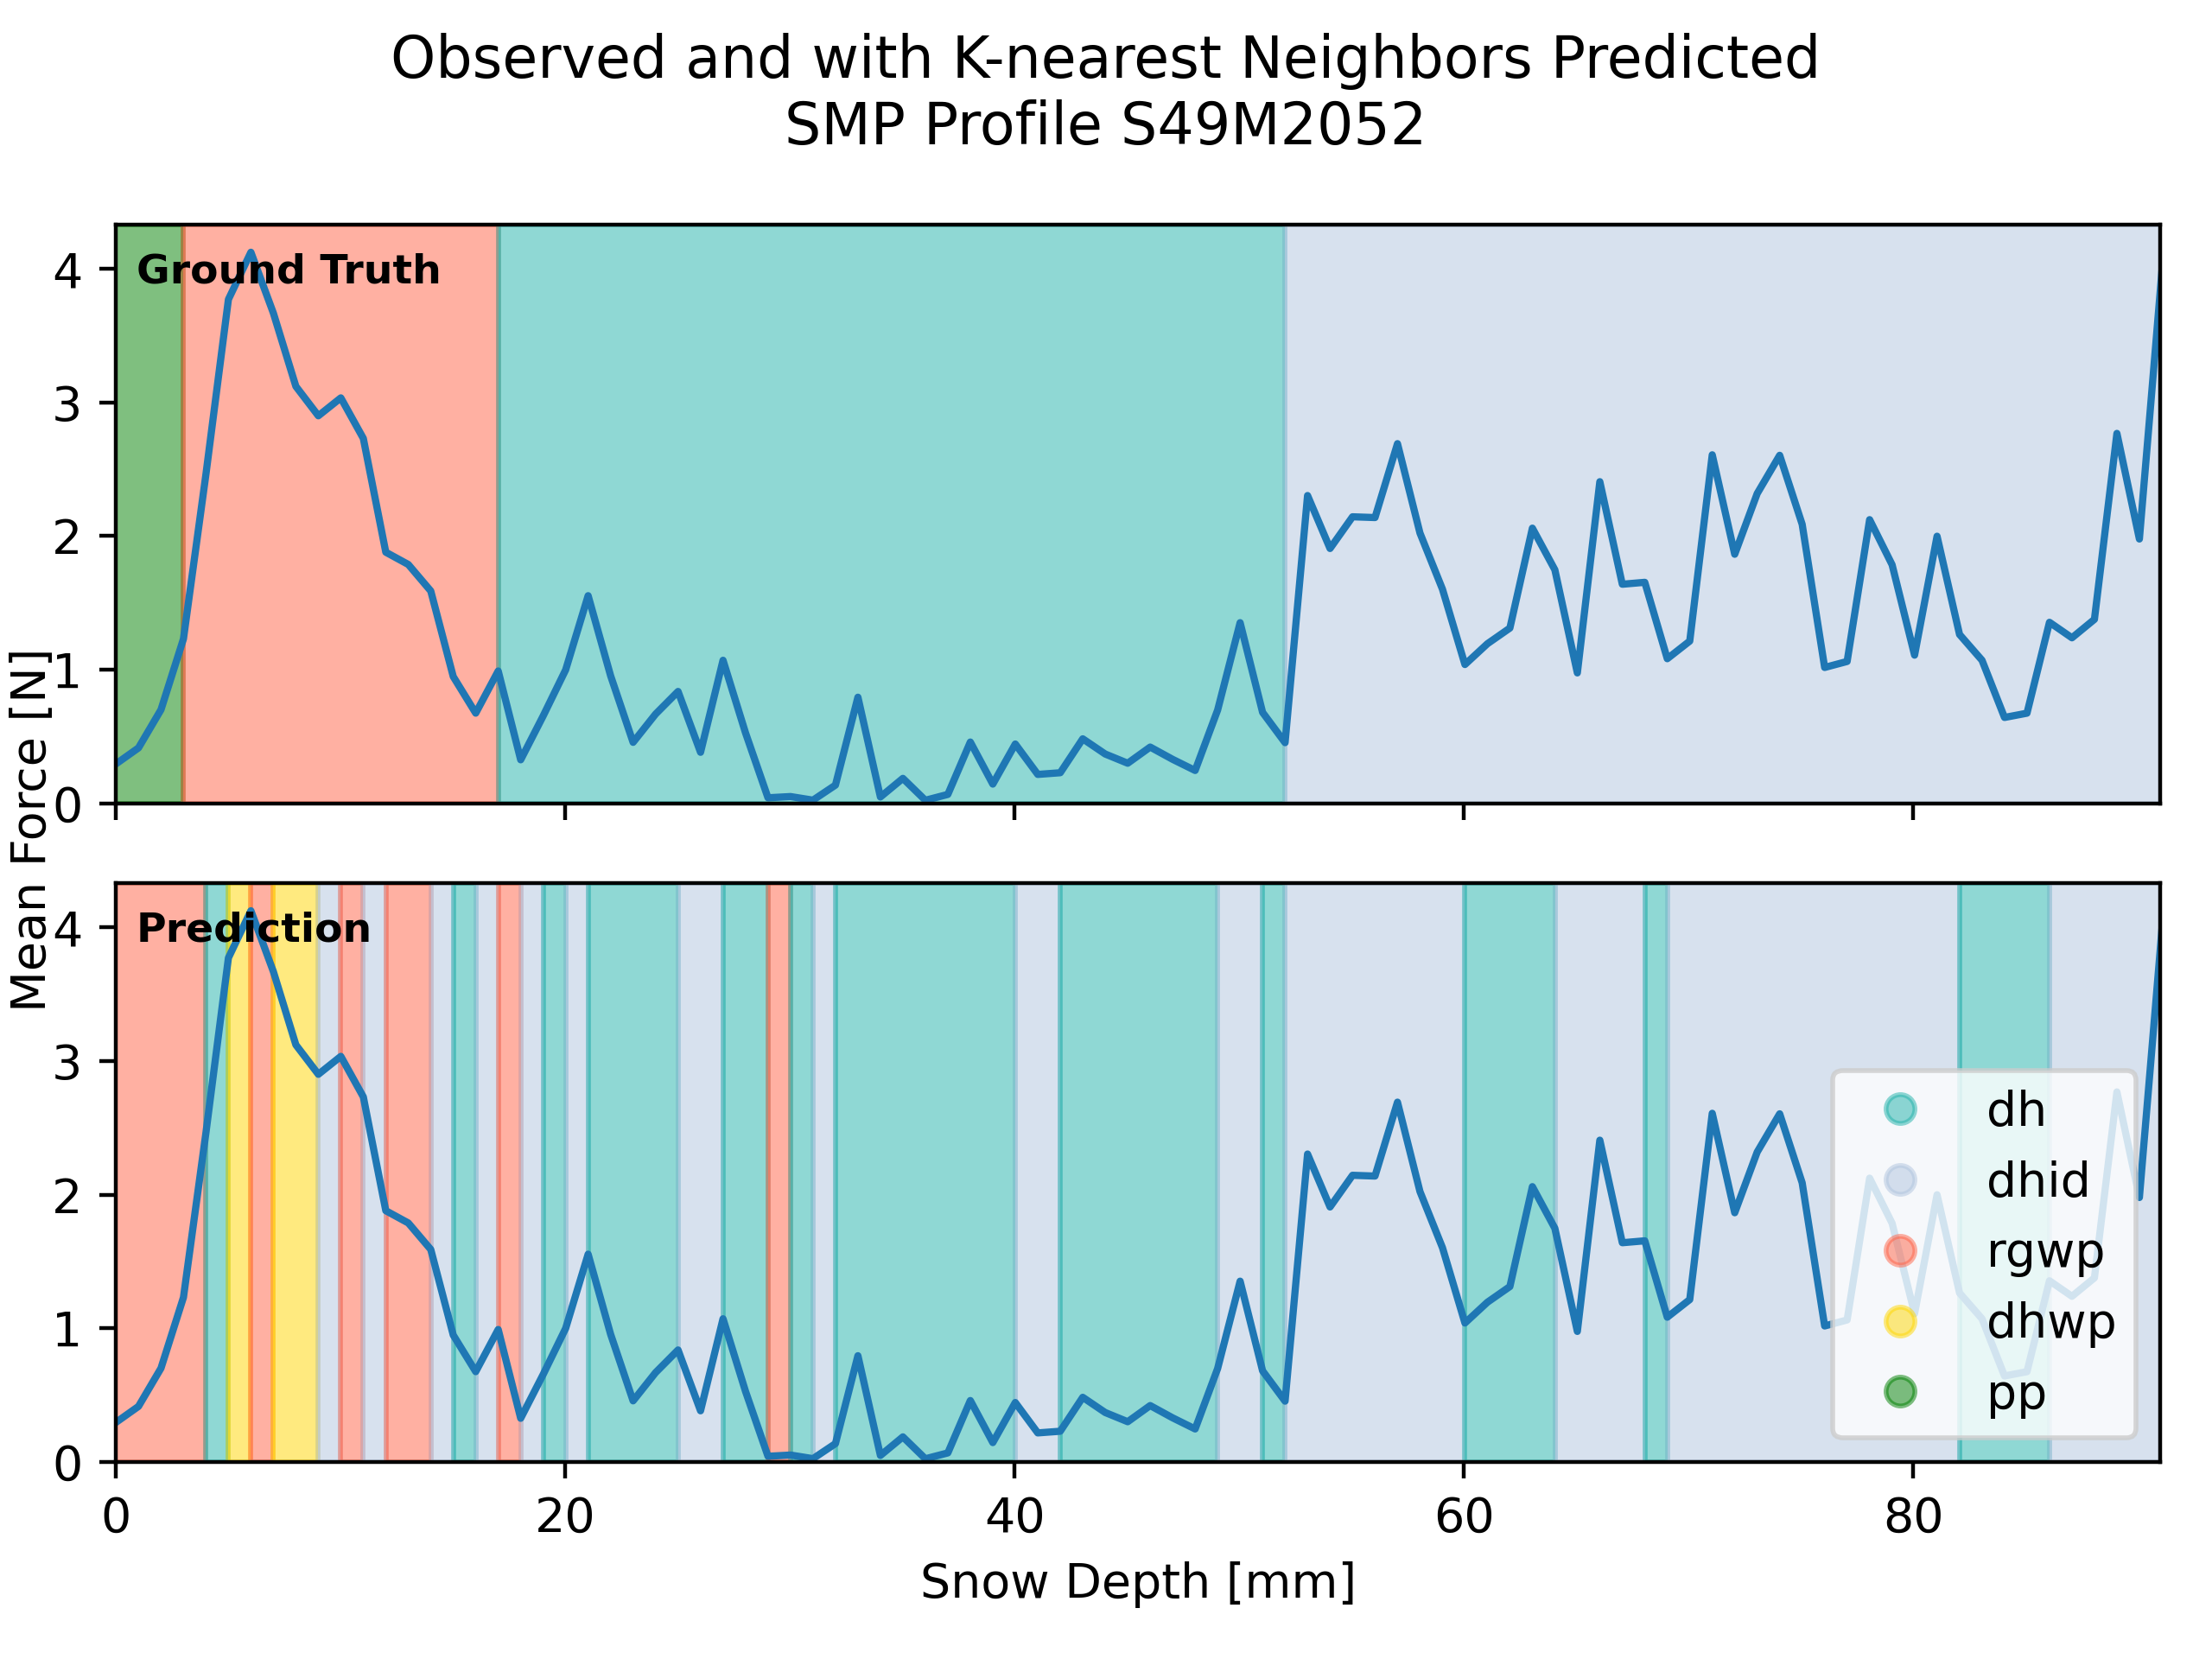 Observed and with K-nearest Neighbors Predicted
SMP Profile S49M2052
Mean Force [N]
4
3
2
1
0
Ground Truth
4
3
2
1
0
Prediction
dh
dhid
rgwp
dhwp
pp
0 20 40 60 80
Snow Depth [mm]